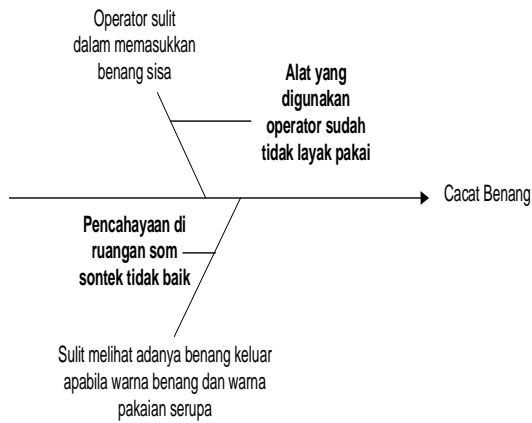 Operator sulit
dalam memasukkan
benang sisa
Alat yang
digunakan
operator sudah
tidak layak pakai
Cacat Benang
Pencahayaan di
ruangan som
sontek tidak baik
Sulit melihat adanya benang keluar
apabila warna benang dan warna
pakaian serupa